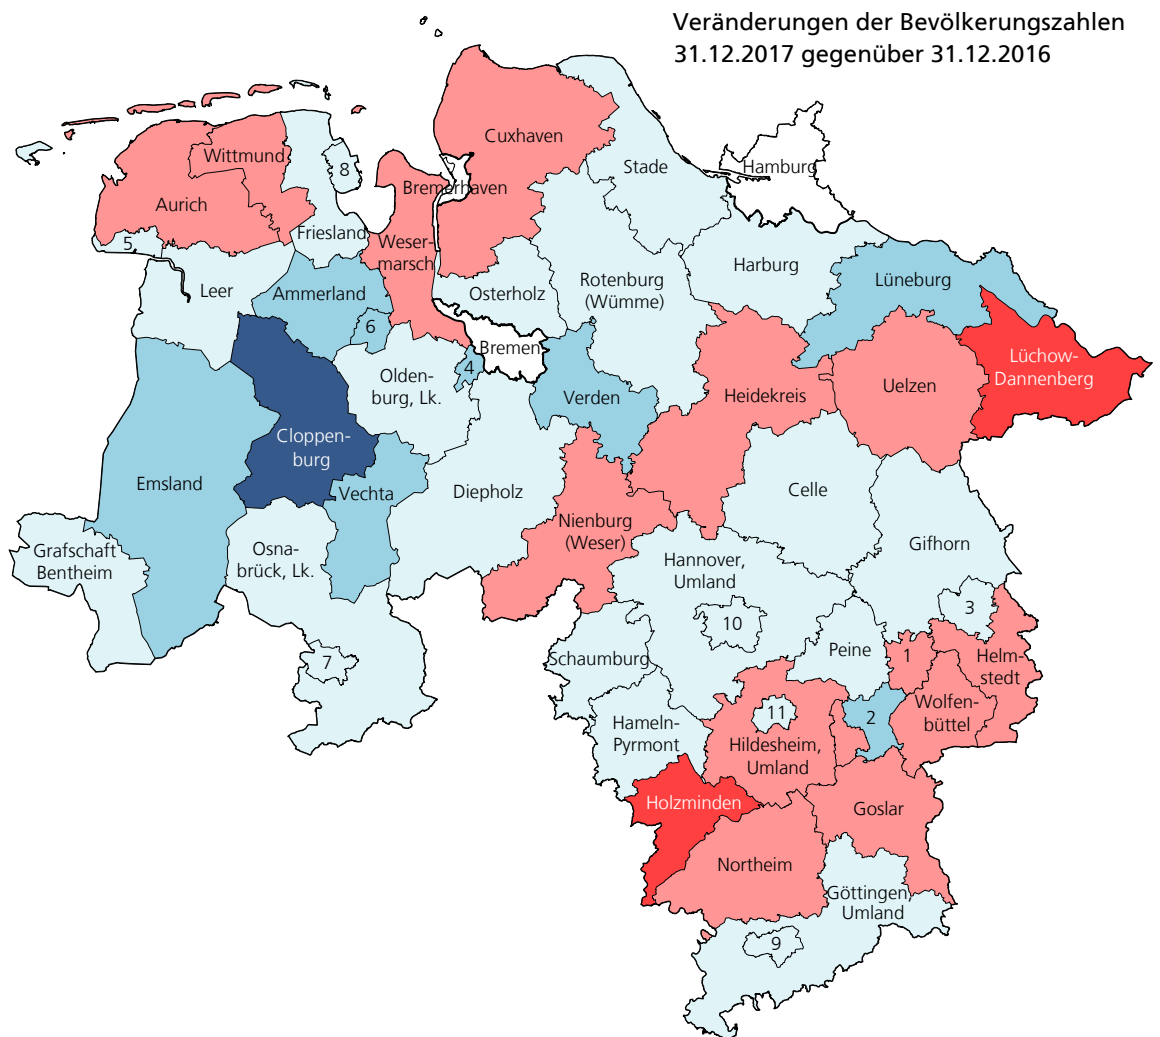 Veränderungen der Bevölkerungszahlen
31.12.2017 gegenüber 31.12.2016
Cuxhaven
Wittmund
8
Stade
Hamburg
Bremerhaven
Aurich
5
Friesland
Weser-
marsch
Harburg
Leer
Ammerland
Osterholz
Rotenburg
(Wümme)
Lüneburg
6
Bremen
4
Olden-
burg, Lk.
Verden
Heidekreis
Uelzen
Lüchow-
Dannenberg
Cloppen-
burg
Emsland
Vechta
Diepholz
Celle
Nienburg
(Weser)
Gifhorn
Grafschaft
Bentheim
Osna-
brück, Lk.
Hannover,
Umland
3
10
7
Schaumburg
Peine
1
Helm-
stedt
Wolfen-
büttel
2
11
Hameln-
Pyrmont
Hildesheim,
Umland
Holzminden
Goslar
Northeim
Göttingen,
Umland
9